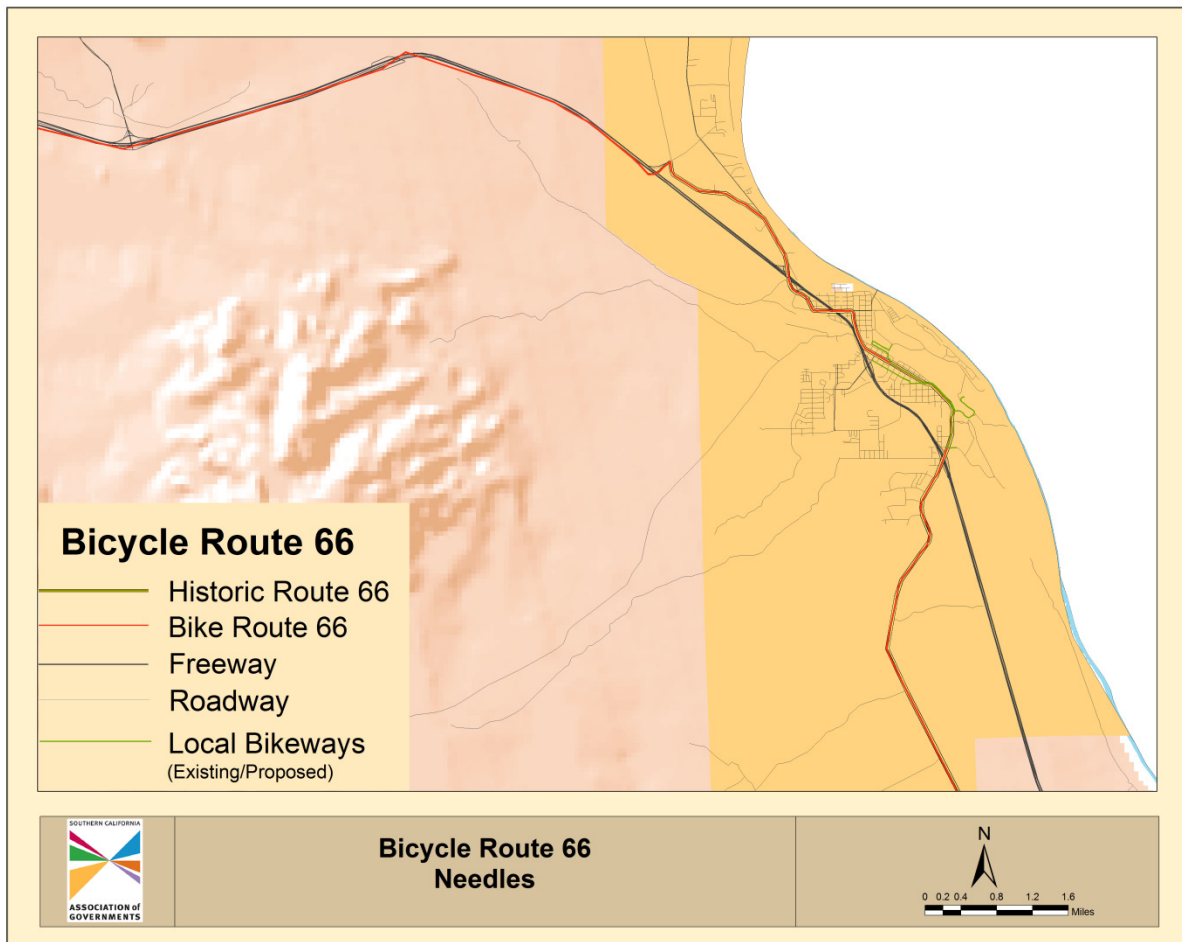 Bicycle Route 66
Historic Route 66
Bike Route 66
Freeway
Roadway
Local Bikeways
(Existing/Proposed)
SOUTHERN CALIFORNIA
ASSOCIATION of
GOVERNMENTS
Bicycle Route 66
Needles
N
0 0.2 0.4 0.8 1.2 1.6
Miles